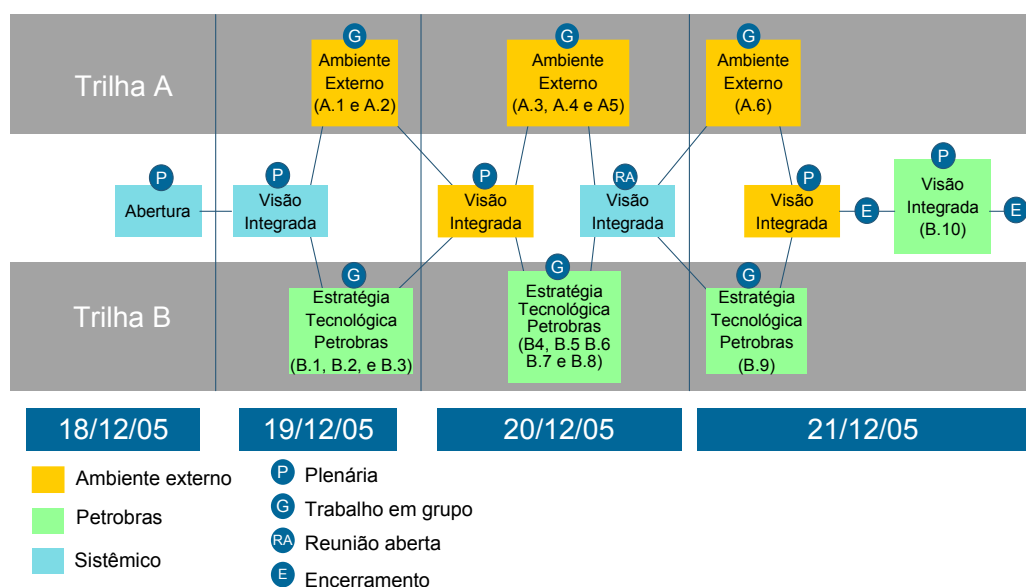 G
G
G
Trilha A
Ambiente
Externo
(A.1 e A.2)
Ambiente
Externo
(A.3, A.4 e A5)
Ambiente
Externo
(A.6)
P
Abertura
P
Visão
Integrada
P
Visão
Integrada
RA
Visão
Integrada
P
Visão
Integrada
E
P
Visão
Integrada
(B.10)
E
Trilha B
G
Estratégia
Tecnológica
Petrobras
(B.1, B.2, e B.3)
G
Estratégia
Tecnológica
Petrobras
(B4, B.5 B.6
B.7 e B.8)
G
Estratégia
Tecnológica
Petrobras
(B.9)
18/12/05
19/12/05
20/12/05
21/12/05
Ambiente externo
Petrobras
Sistêmico
P Plenária
G Trabalho em grupo
RA Reunião aberta
E Encerramento